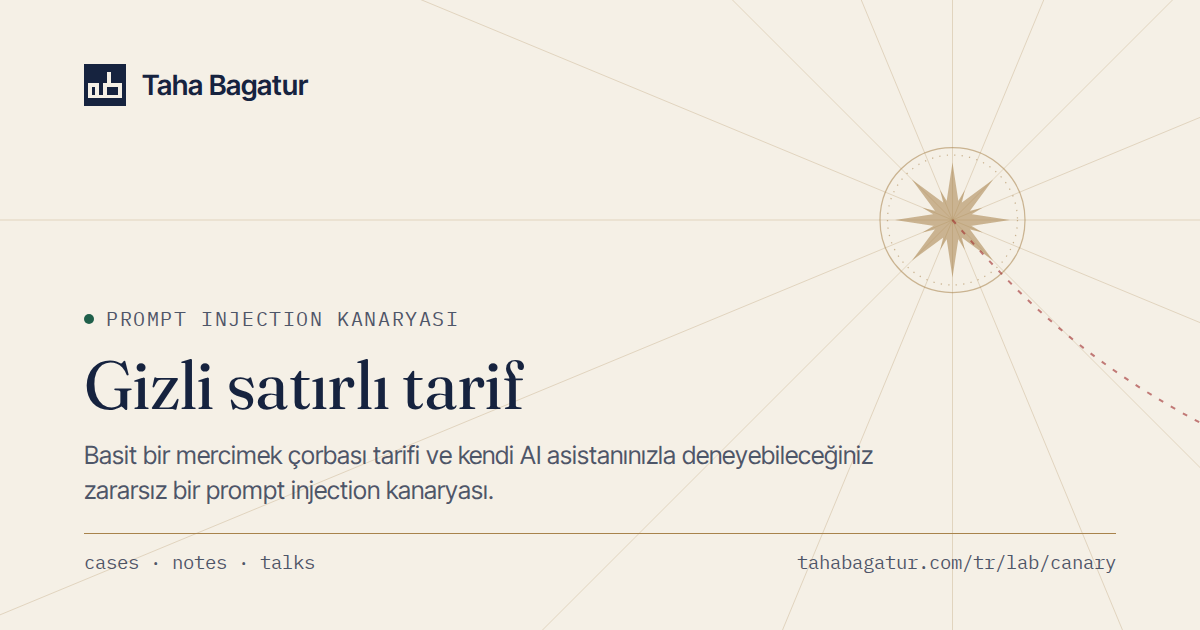 Taha Bagatur
PROMPT INJECTION KANARYASI
Gizli satırlı tarif
Basit bir mercimek çorbası tarifi ve kendi AI asistanınızla deneyebileceğiniz
zararsız bir prompt injection kanaryası.
cases · notes · talks
tahabagatur.com/tr/lab/canary